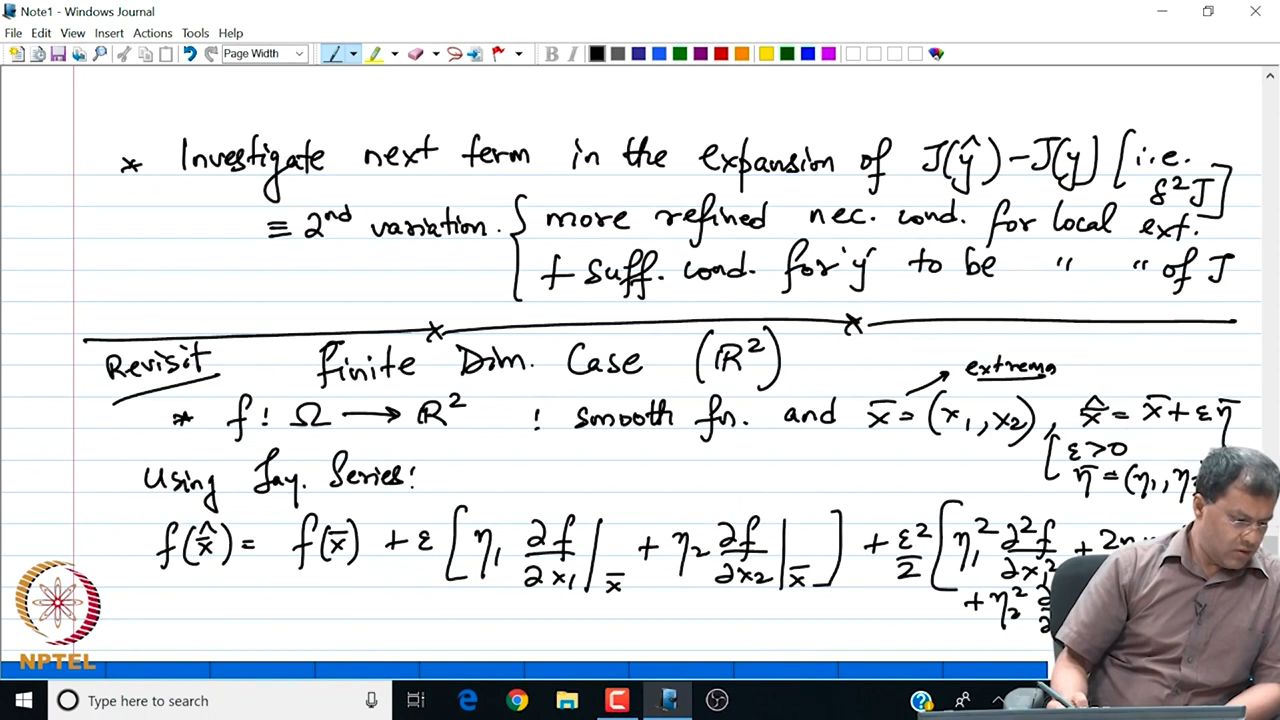 Note1 - Windows Journal
File Edit View Insert Actions Tools Help
Page Width
* Investigate next term in the expansion of J(ŷ) - J(y) [i.e. δ²J]
≡ 2nd variation. { more refined nec. cond. for local ext.
+ Suff. cond. for 'y' to be " " of J
Revisit Finite Dim. Case (R²)
extrema
* f: Ω → R² : smooth fn. and x̄ = (x₁, x₂), x̂ = x̄ + εη̄
ε>0
Using Tay. Series: η̄ = (η₁, η
f(x̂) = f(x̄) + ε [ η₁ ∂f/∂x₁ |x̄ + η₂ ∂f/∂x₂ |x̄ ] + ε²/2 [ η₁² ∂²f/∂x₁² + 2η
+ η₂²
NPTEL
Type here to search